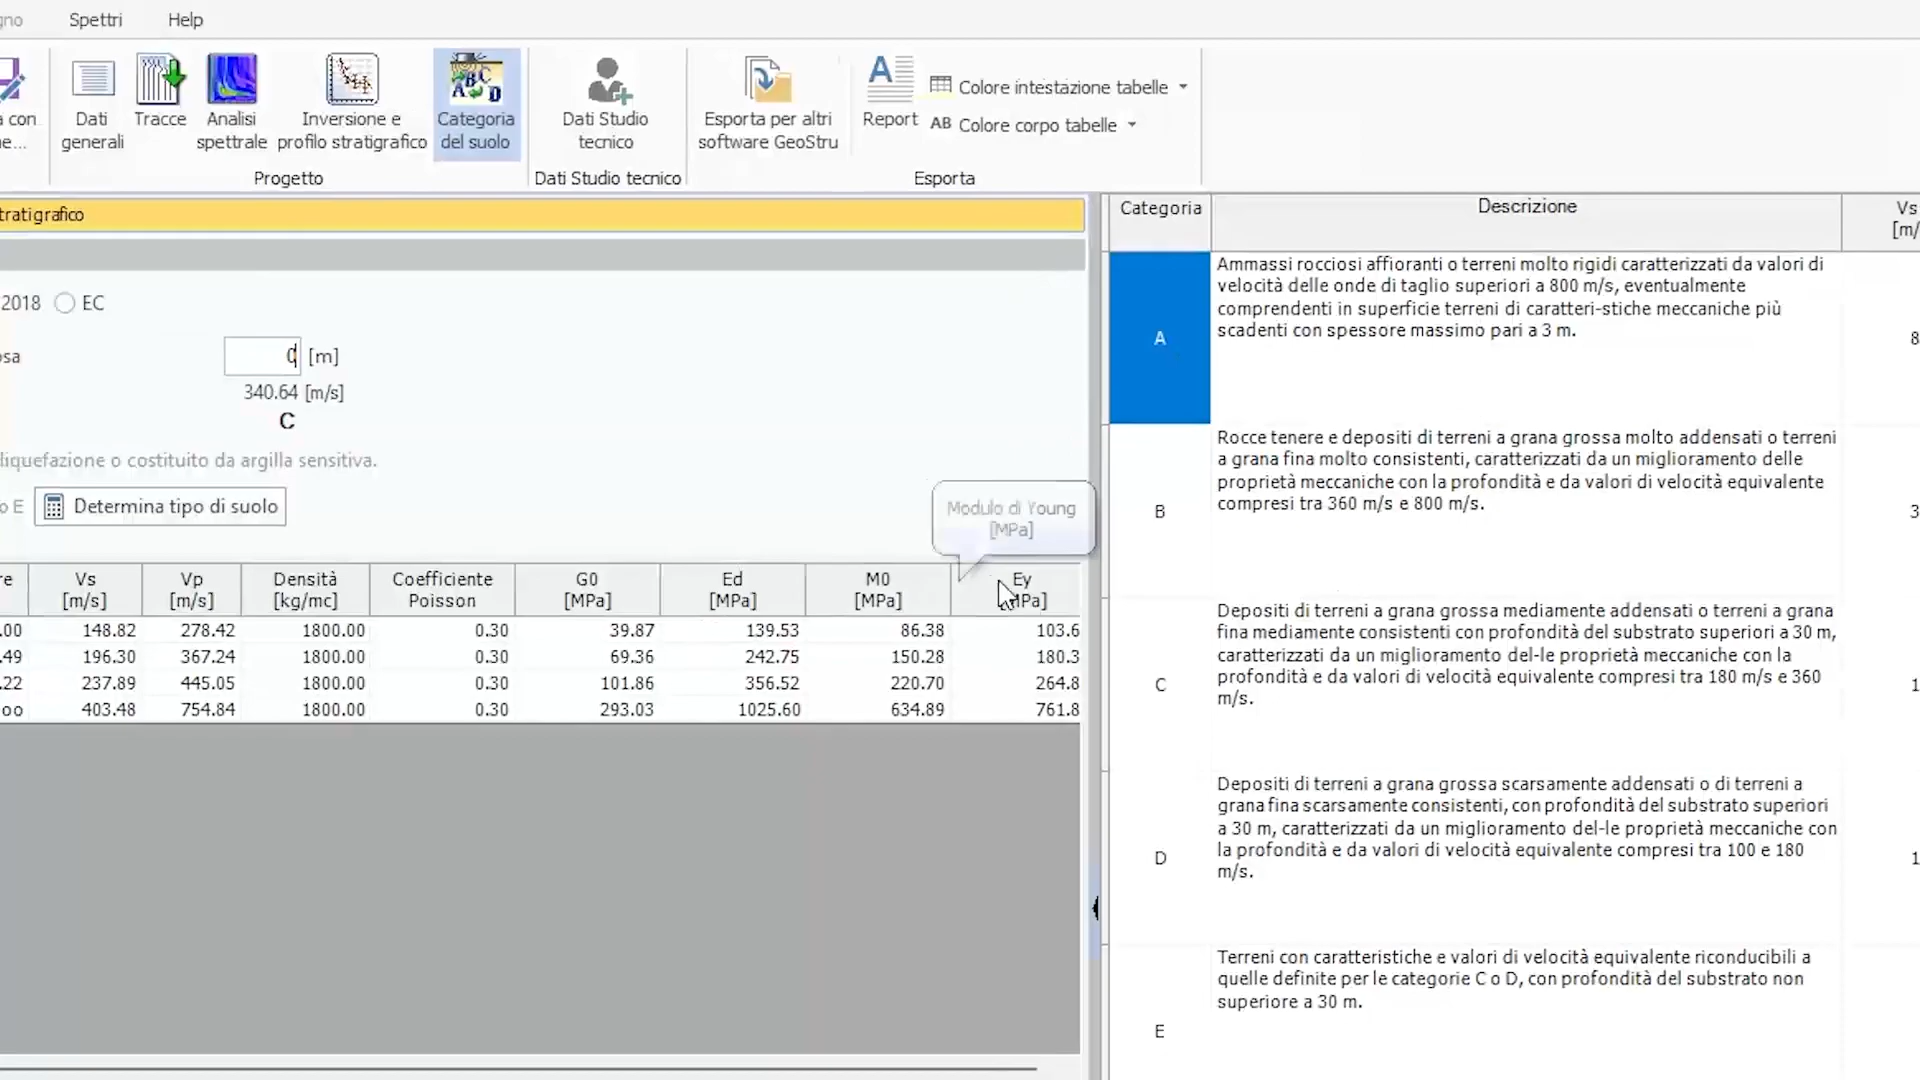 gno Spettri Help
a con
e...
Dati
generali
Tracce
Analisi
spettrale
Inversione e
profilo stratigrafico
Categoria
del suolo
Progetto
Dati Studio
tecnico
Dati Studio tecnico
Esporta per altri
software GeoStru
Report
Colore intestazione tabelle
AB Colore corpo tabelle
Esporta
tratigrafico
2018 EC
osa 0 [m]
340.64 [m/s]
C
liquefazione o costituito da argilla sensitiva.
o E Determina tipo di suolo
Modulo di Young
[MPa]
re Vs Vp Densità Coefficiente G0 Ed M0 Ey
[m/s] [m/s] [kg/mc] Poisson [MPa] [MPa] [MPa] [MPa]
.00 148.82 278.42 1800.00 0.30 39.87 139.53 86.38 103.6
.49 196.30 367.24 1800.00 0.30 69.36 242.75 150.28 180.3
.22 237.89 445.05 1800.00 0.30 101.86 356.52 220.70 264.8
oo 403.48 754.84 1800.00 0.30 293.03 1025.60 634.89 761.8
Categoria Descrizione Vs
[m/
A
Ammassi rocciosi affioranti o terreni molto rigidi caratterizzati da valori di
velocità delle onde di taglio superiori a 800 m/s, eventualmente
comprendenti in superficie terreni di caratteri-stiche meccaniche più
scadenti con spessore massimo pari a 3 m.
8
B
Rocce tenere e depositi di terreni a grana grossa molto addensati o terreni
a grana fina molto consistenti, caratterizzati da un miglioramento delle
proprietà meccaniche con la profondità e da valori di velocità equivalente
compresi tra 360 m/s e 800 m/s.
3
C
Depositi di terreni a grana grossa mediamente addensati o terreni a grana
fina mediamente consistenti con profondità del substrato superiori a 30 m,
caratterizzati da un miglioramento del-le proprietà meccaniche con la
profondità e da valori di velocità equivalente compresi tra 180 m/s e 360
m/s.
1
D
Depositi di terreni a grana grossa scarsamente addensati o di terreni a
grana fina scarsamente consistenti, con profondità del substrato superiori
a 30 m, caratterizzati da un miglioramento del-le proprietà meccaniche con
la profondità e da valori di velocità equivalente compresi tra 100 e 180
m/s.
1
E
Terreni con caratteristiche e valori di velocità equivalente riconducibili a
quelle definite per le categorie C o D, con profondità del substrato non
superiore a 30 m.